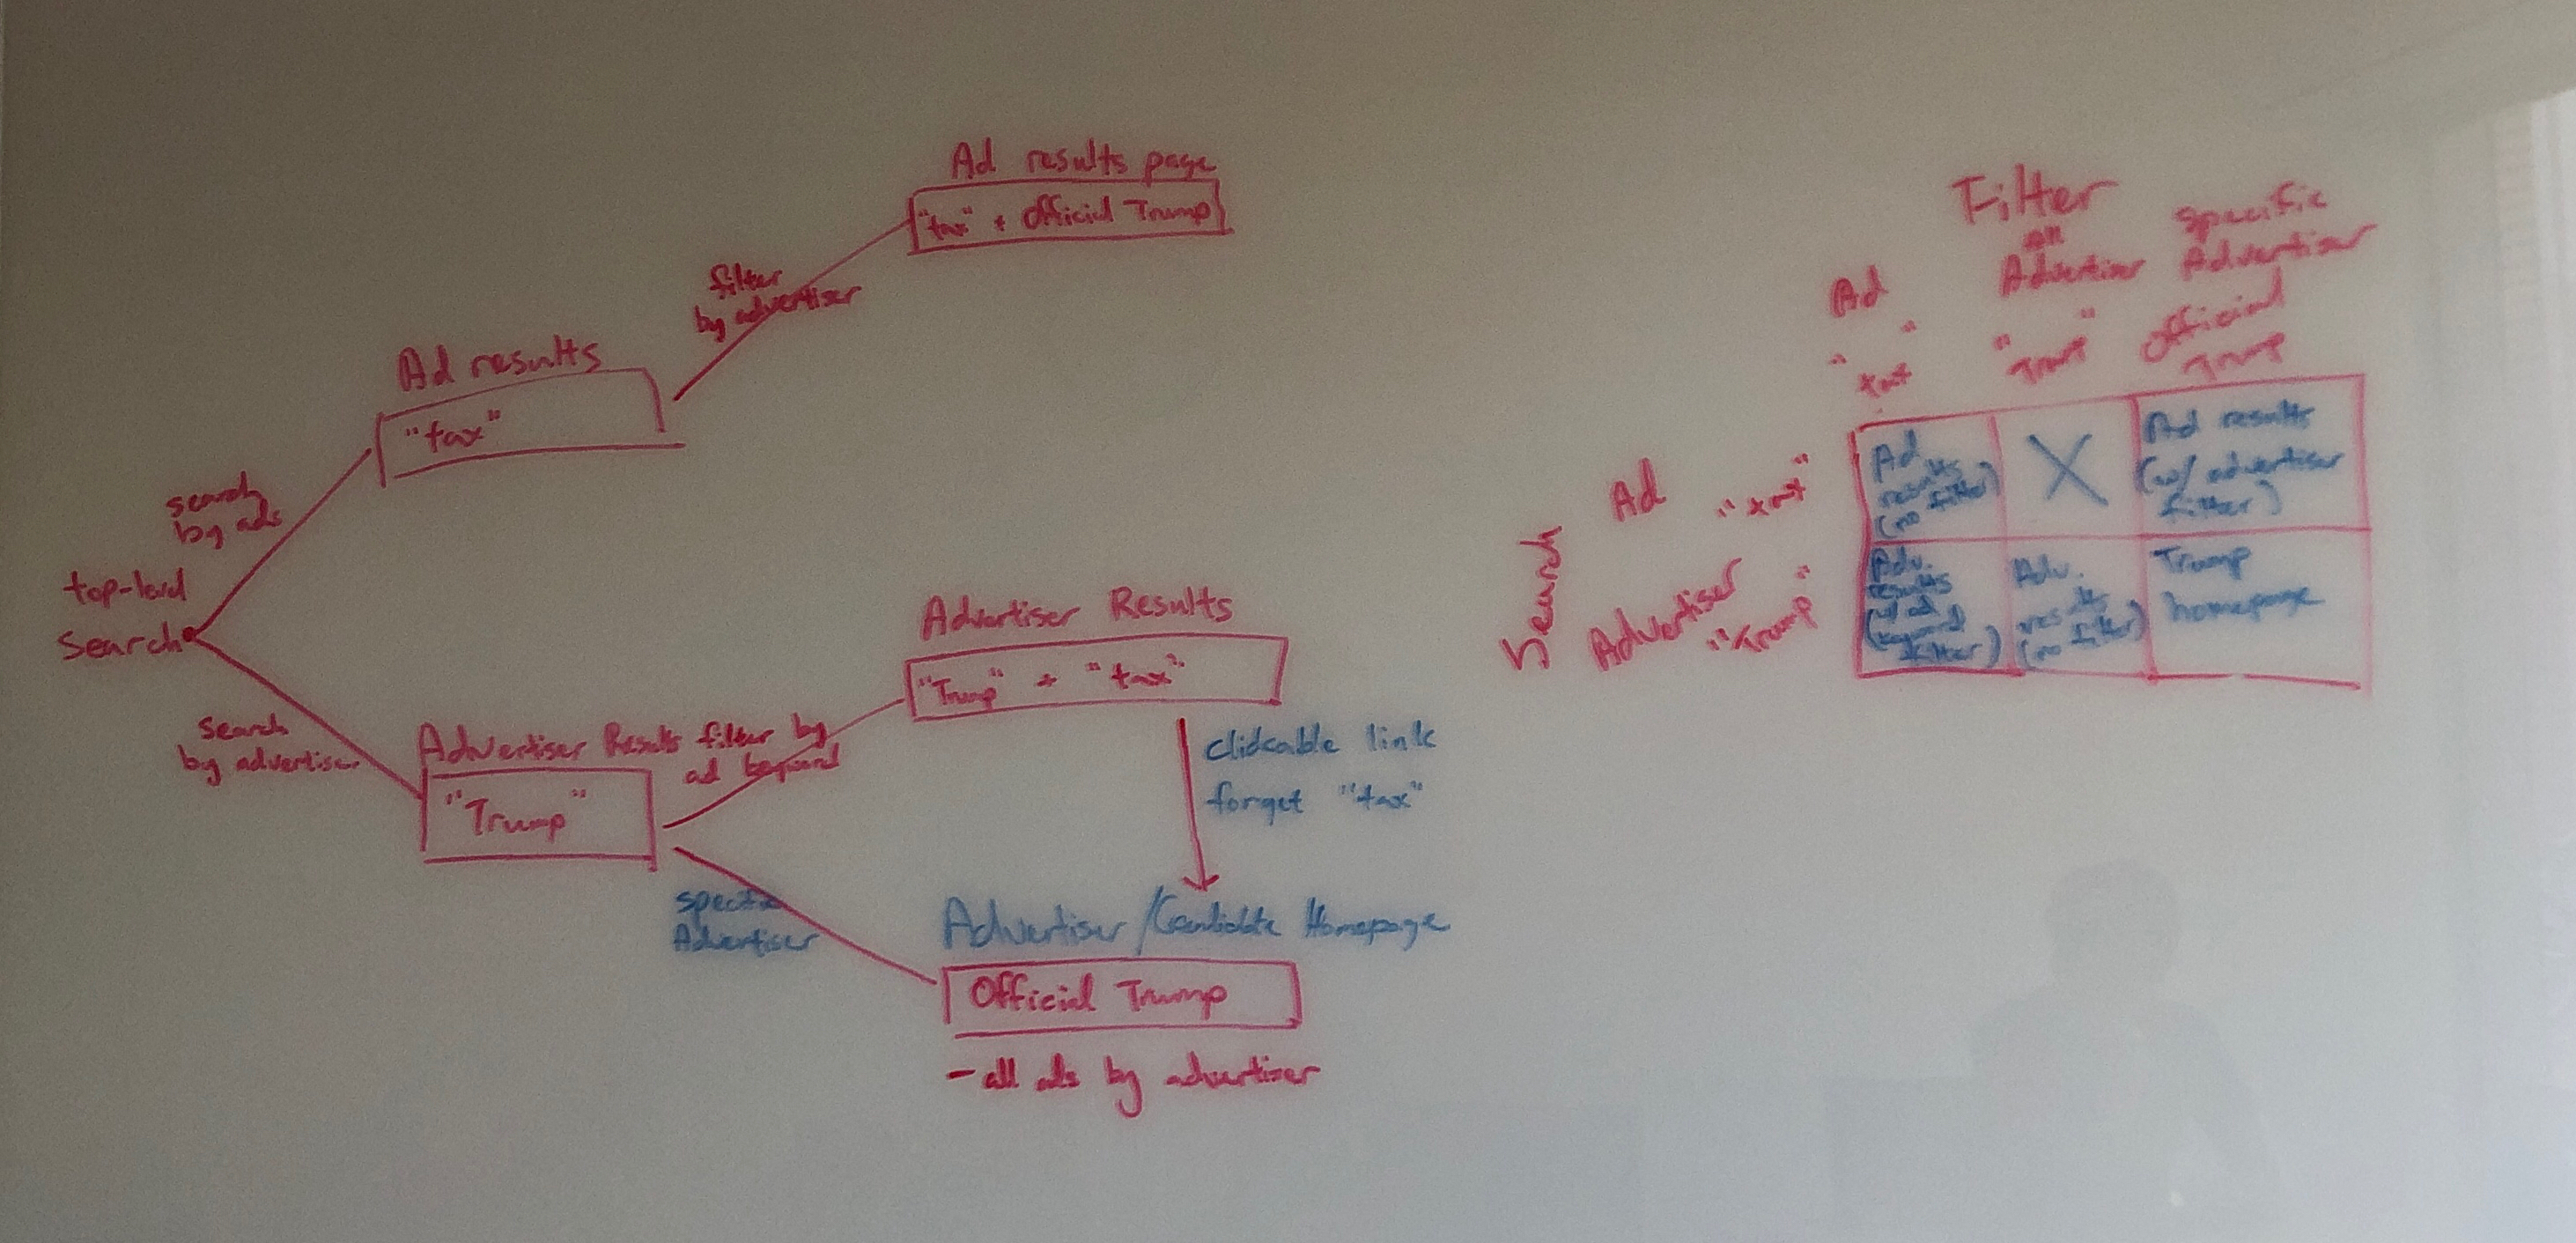 Ad results page
"tax" + Official Trump
filter
by advertiser
Ad results
"tax"
search
by ads
top-level
search
search
by advertiser
Advertiser Results
"Trump"
filter by
ad keyword
Advertiser Results
"Trump" + "tax"
clickable link
forget "tax"
specific
Advertiser
Advertiser/Candidate Homepage
Official Trump
- all ads by advertiser
Filter
Ad
"tax"
all
Advertiser
"Trump"
specific
Advertiser
Official
Trump
Search
Ad "tax"
Advertiser
"Trump"
Ad
results
(no filter)
X
Ad results
(w/ advertiser
filter)
Adv.
results
(w/ ad
keyword
filter)
Adv.
results
(no filter)
Trump
homepage